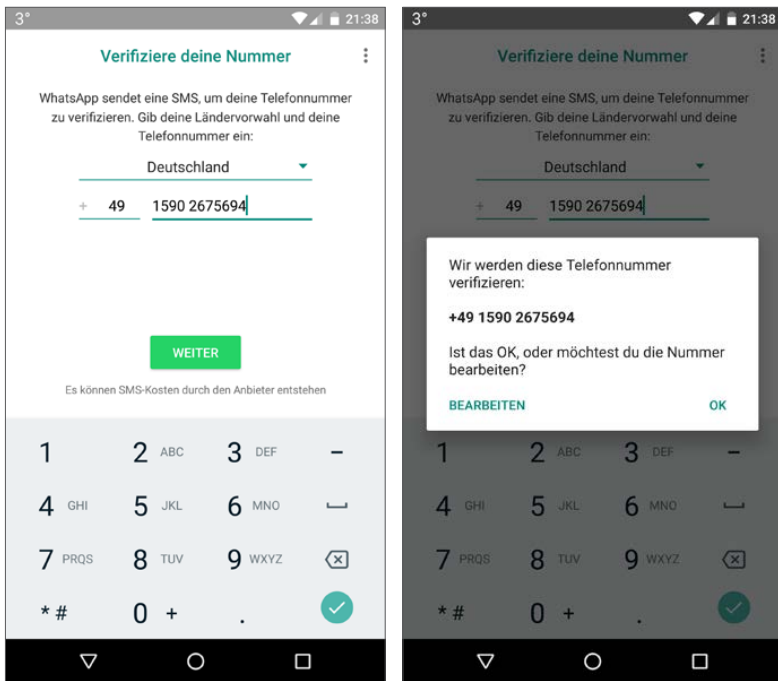 3°
21:38
Verifiziere deine Nummer
WhatsApp sendet eine SMS, um deine Telefonnummer
zu verifizieren. Gib deine Ländervorwahl und deine
Telefonnummer ein:
Deutschland
+ 49 1590 2675694
WEITER
Es können SMS-Kosten durch den Anbieter entstehen
1 2 ABC 3 DEF -
4 GHI 5 JKL 6 MNO
7 PRQS 8 TUV 9 WXYZ
* # 0 + .
3°
21:38
Verifiziere deine Nummer
WhatsApp sendet eine SMS, um deine Telefonnummer
zu verifizieren. Gib deine Ländervorwahl und deine
Telefonnummer ein:
Deutschland
+ 49 1590 2675694
Wir werden diese Telefonnummer
verifizieren:
+49 1590 2675694
Ist das OK, oder möchtest du die Nummer
bearbeiten?
BEARBEITEN OK
1 2 ABC 3 DEF -
4 GHI 5 JKL 6 MNO
7 PRQS 8 TUV 9 WXYZ
* # 0 + .